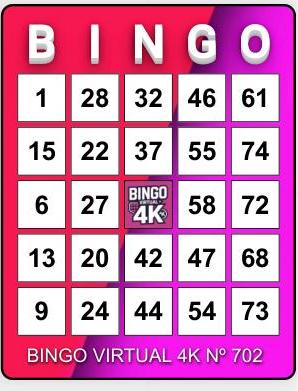 B I N G O
1 28 32 46 61
15 22 37 55 74
6 27 BINGO VIRTUAL 4K 58 72
13 20 42 47 68
9 24 44 54 73
BINGO VIRTUAL 4K Nº 702